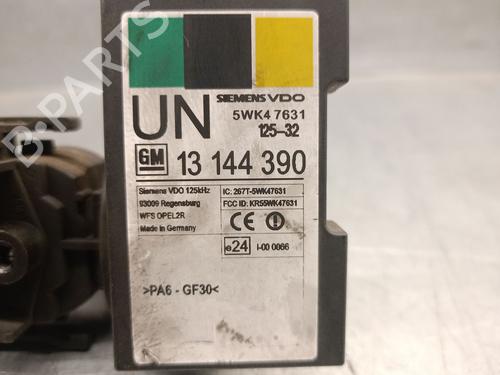 SIEMENS VDO
5WK4 7631
125-32
UN
GM 13 144 390
Siemens VDO 125kHz
93009 Regensburg
WFS OPEL2R
Made in Germany
IC: 267T-5WK47631
FCC ID: KR55WK47631
CE
e24 I-00 0866
>PA6 - GF30<
B-PARTS